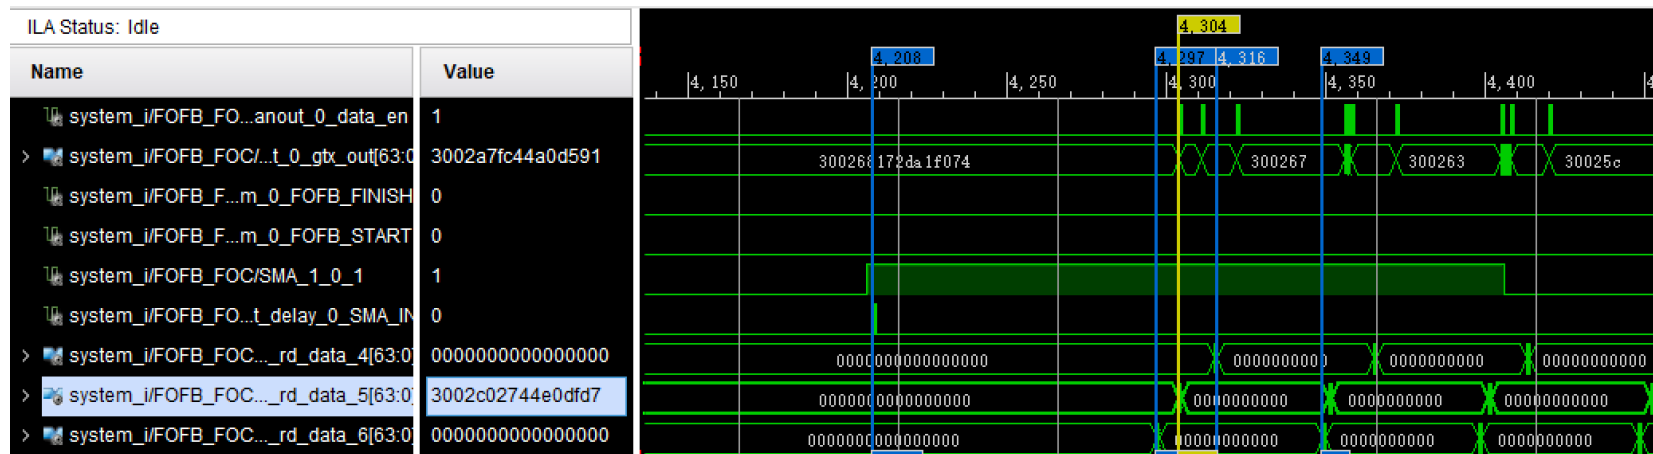 ILA Status: Idle
Name Value
4,304
4,208 4,297 4,316 4,349
4,150 4,200 4,250 4,300 4,350 4,400
system_i/FOFB_FO...anout_0_data_en 1
system_i/FOFB_FOC/...t_0_gtx_out[63:0 3002a7fc44a0d591 300268172da1f074 300267 300263 30025c
system_i/FOFB_F...m_0_FOFB_FINISH 0
system_i/FOFB_F...m_0_FOFB_START 0
system_i/FOFB_FOC/SMA_1_0_1 1
system_i/FOFB_FO...t_delay_0_SMA_IN 0
system_i/FOFB_FOC..._rd_data_4[63:0] 0000000000000000 0000000000000000 0000000000 0000000000 00000000000
system_i/FOFB_FOC..._rd_data_5[63:0] 3002c02744e0dfd7 0000000000000000 0000000000 0000000000 00000000000
system_i/FOFB_FOC..._rd_data_6[63:0] 0000000000000000 0000000000000000 0000000000 0000000000 0000000000